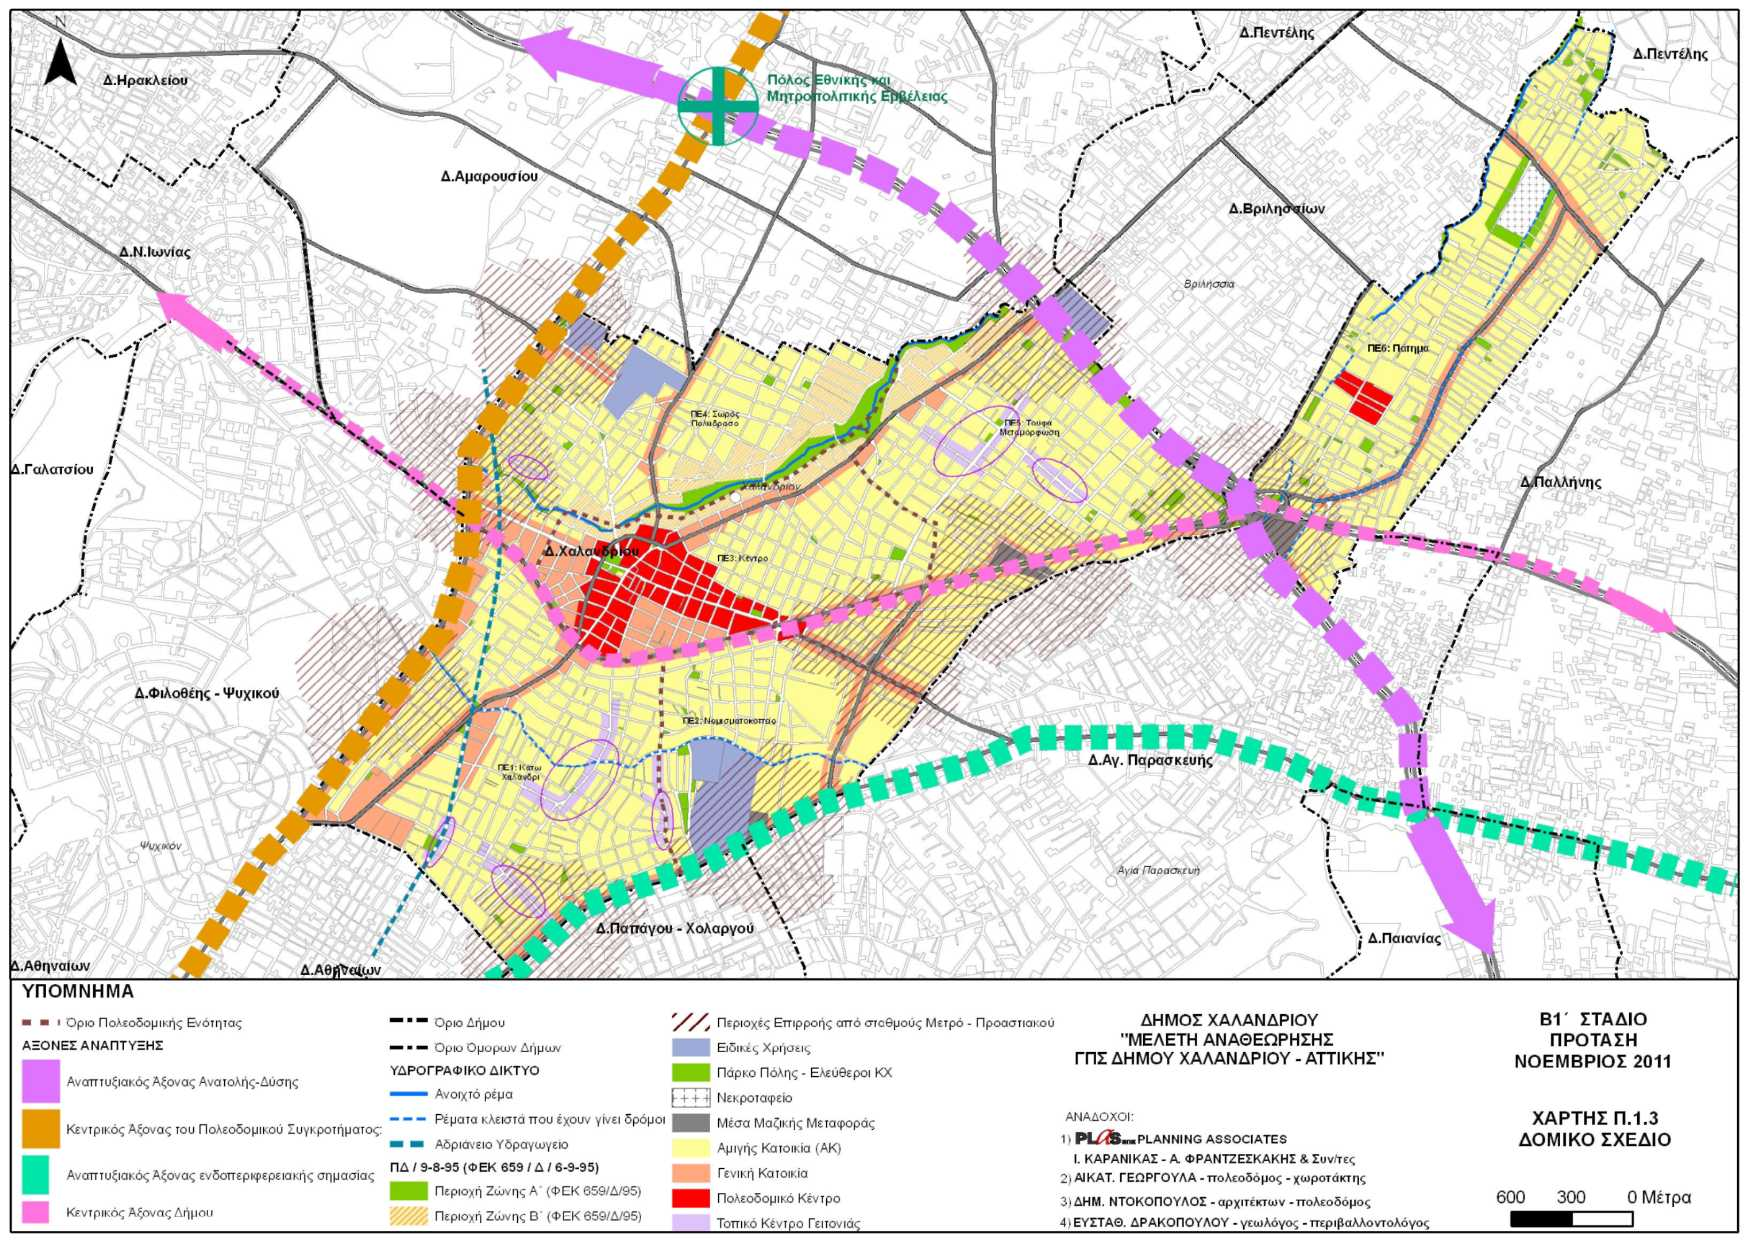 N
Δ.Πεντέλης
Δ.Πεντέλης
Δ.Ηρακλείου
Πόλος Εθνικής και
Μητροπολιτικής Εμβέλειας
Δ.Αμαρουσίου
Δ.Βριλησσίων
Δ.Ν.Ιωνίας
Βριλήσσια
ΠΕ6: Πάτημα
ΠΕ4: Σωρός
Πολύδροσο
ΠΕ5: Τούφα
Μεταμόρφωση
Δ.Γαλατσίου
Χαλάνδριον
Δ.Παλλήνης
Δ.Χαλανδρίου
ΠΕ3: Κέντρο
Δ.Φιλοθέης - Ψυχικού
ΠΕ2: Νομισματοκοπείο
ΠΕ1: Κάτω
Χαλάνδρι
Δ.Αγ. Παρασκευής
Ψυχικόν
Αγία Παρασκευή
Δ.Παπάγου - Χολαργού
Δ.Παιανίας
Δ.Αθηναίων
Δ.Αθηναίων
ΥΠΟΜΝΗΜΑ
Όριο Πολεοδομικής Ενότητας
ΑΞΟΝΕΣ ΑΝΑΠΤΥΞΗΣ
Αναπτυξιακός Άξονας Ανατολής-Δύσης
Κεντρικός Άξονας του Πολεοδομικού Συγκροτήματος:
Αναπτυξιακός Άξονας ενδοπεριφερειακής σημασίας
Κεντρικός Άξονας Δήμου
Όριο Δήμου
Όριο Όμορων Δήμων
ΥΔΡΟΓΡΑΦΙΚΟ ΔΙΚΤΥΟ
Ανοιχτό ρέμα
Ρέματα κλειστά που έχουν γίνει δρόμοι
Αδριάνειο Υδραγωγείο
ΠΔ / 9-8-95 (ΦΕΚ 659 / Δ / 6-9-95)
Περιοχή Ζώνης Α΄ (ΦΕΚ 659/Δ/95)
Περιοχή Ζώνης Β΄ (ΦΕΚ 659/Δ/95)
Περιοχές Επιρροής από σταθμούς Μετρό - Προαστιακού
Ειδικές Χρήσεις
Πάρκο Πόλης - Ελεύθεροι ΚΧ
Νεκροταφείο
Μέσα Μαζικής Μεταφοράς
Αμιγής Κατοικία (ΑΚ)
Γενική Κατοικία
Πολεοδομικό Κέντρο
Τοπικό Κέντρο Γειτονιάς
ΔΗΜΟΣ ΧΑΛΑΝΔΡΙΟΥ
"ΜΕΛΕΤΗ ΑΝΑΘΕΩΡΗΣΗΣ
ΓΠΣ ΔΗΜΟΥ ΧΑΛΑΝΔΡΙΟΥ - ΑΤΤΙΚΗΣ"
ΑΝΑΔΟΧΟΙ:
1) PLAS PLANNING ASSOCIATES
Ι. ΚΑΡΑΝΙΚΑΣ - Α. ΦΡΑΝΤΖΕΣΚΑΚΗΣ & Συν/τες
2) ΑΙΚΑΤ. ΓΕΩΡΓΟΥΛΑ - πολεοδόμος - χωροτάκτης
3) ΔΗΜ. ΝΤΟΚΟΠΟΥΛΟΣ - αρχιτέκτων - πολεοδόμος
4) ΕΥΣΤΑΘ. ΔΡΑΚΟΠΟΥΛΟΥ - γεωλόγος - περιβαλλοντολόγος
Β1΄ ΣΤΑΔΙΟ
ΠΡΟΤΑΣΗ
ΝΟΕΜΒΡΙΟΣ 2011
ΧΑΡΤΗΣ Π.1.3
ΔΟΜΙΚΟ ΣΧΕΔΙΟ
600 300 0 Μέτρα